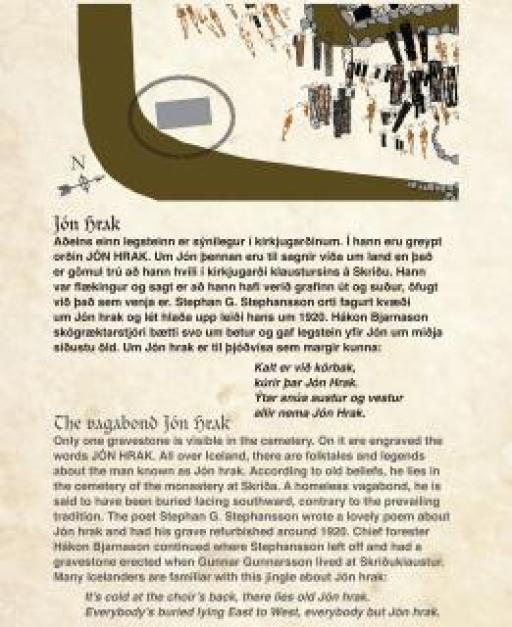 N
Jón Hrak
Aðeins einn legsteinn er sýnilegur í kirkjugarðinum. Í hann eru greypt
orðin JÓN HRAK. Um Jón þennan eru til sagnir víða um land en það
er gömul trú að hann hvíli í kirkjugarði klaustursins á Skriðu. Hann
var flækingur og sagt er að hann hafi verið grafinn út og suður, öfugt
við það sem venja er. Stephan G. Stephansson orti fagurt kvæði
um Jón hrak og lét hlaða upp leiði hans um 1920. Hákon Bjarnason
skógræktarstjóri bætti svo um betur og gaf legstein yfir Jón um miðja
síðustu öld. Um Jón hrak er til þjóðvísa sem margir kunna:
Kalt er við kórbak,
kúrir þar Jón Hrak.
Ýtar snúa austur og vestur
allir nema Jón Hrak.
The vagabond Jón Hrak
Only one gravestone is visible in the cemetery. On it are engraved the
words JÓN HRAK. All over Iceland, there are folktales and legends
about the man known as Jón hrak. According to old beliefs, he lies in
the cemetery of the monastery at Skriða. A homeless vagabond, he is
said to have been buried facing southward, contrary to the prevailing
tradition. The poet Stephan G. Stephansson wrote a lovely poem about
Jón hrak and had his grave refurbished around 1920. Chief forester
Hákon Bjarnason continued where Stephansson left off and had a
gravestone erected when Gunnar Gunnarsson lived at Skriðuklaustur.
Many Icelanders are familiar with this jingle about Jón hrak:
It's cold at the choir's back, there lies old Jón hrak.
Everybody's buried lying East to West, everybody but Jón hrak.